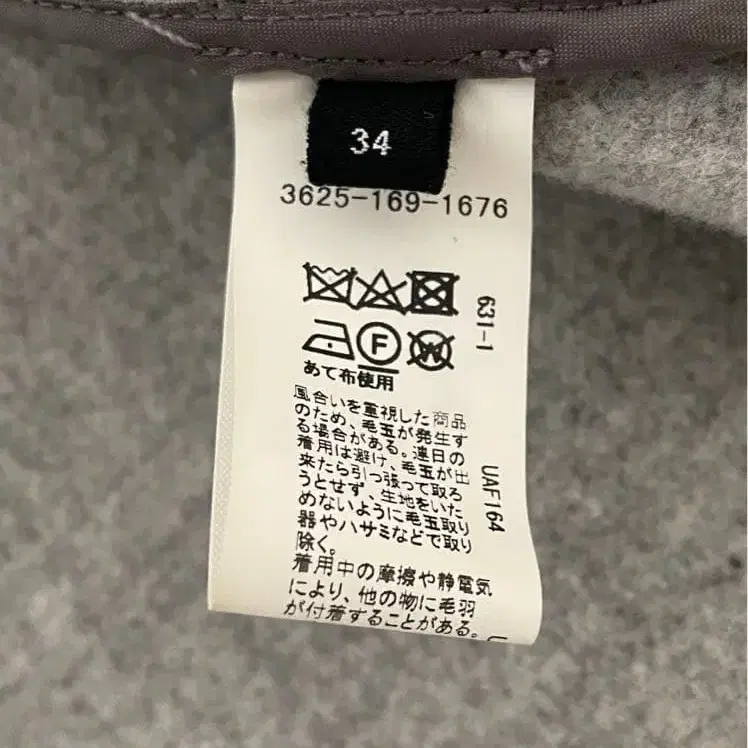 34
3625-169-1676
631-1
F
W
あて布使用
風合いを重視した商品
のため、毛玉が発生す
る場合がある。連日の
着用は避け、毛玉が出
来たら引っ張って取ろ
うとせず、生地をいた
めないように毛玉取り
器やハサミなどで取り
除く。
着用中の摩擦や静電気
により、他の物に毛羽
が付着することがある。
UAF164